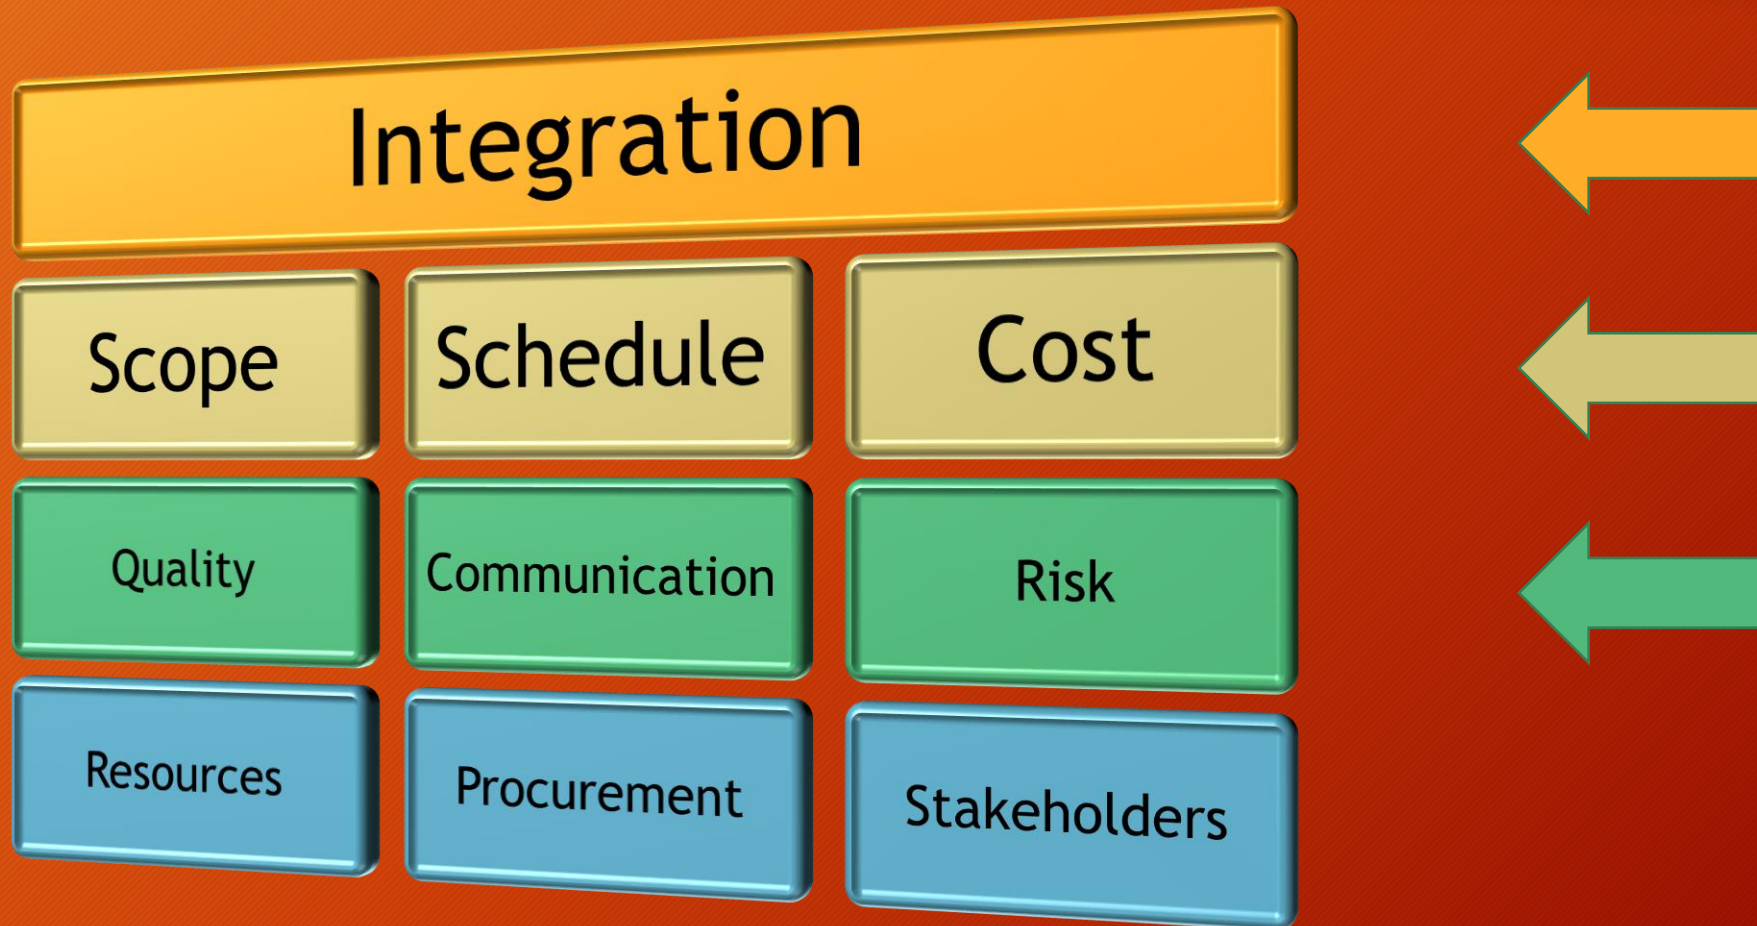 Integration
Scope Schedule Cost
Quality Communication Risk
Resources Procurement Stakeholders